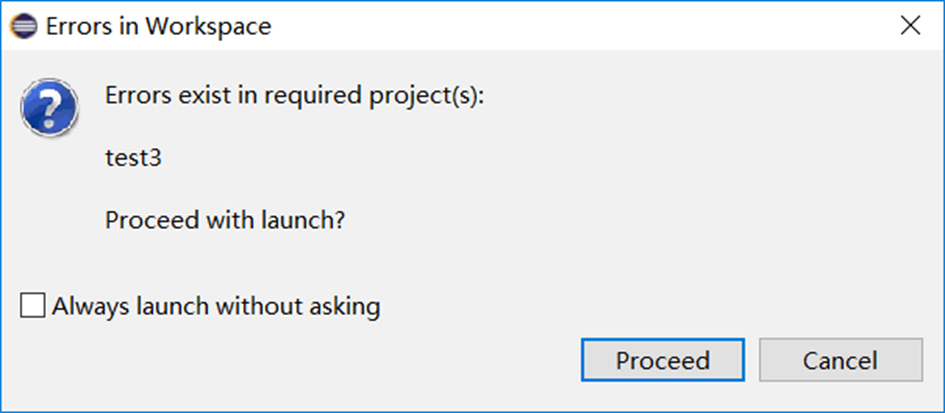 Errors in Workspace
Errors exist in required project(s):
test3
Proceed with launch?
Always launch without asking
Proceed
Cancel